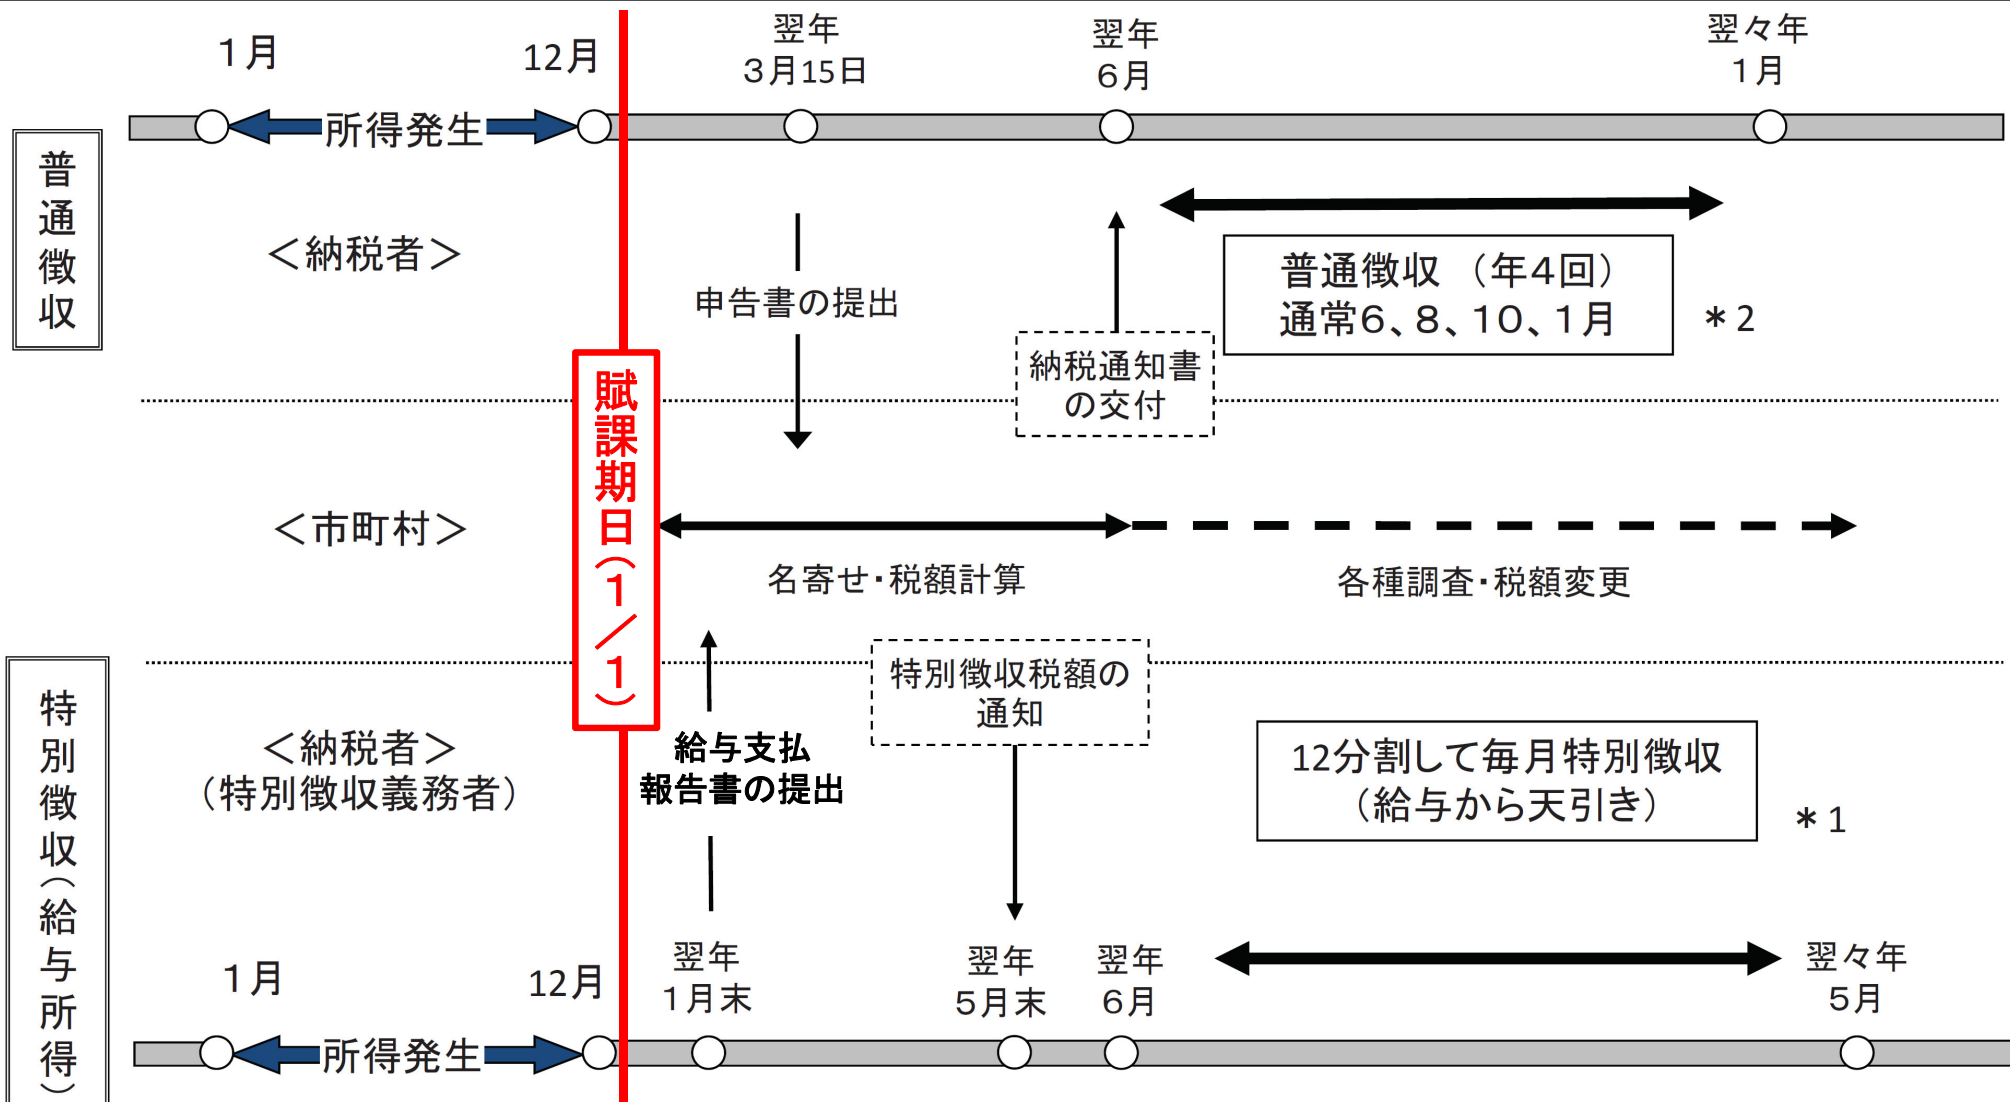 1月
12月
翌年
3月15日
翌年
6月
翌々年
1月
所得発生
普通徴収
＜納税者＞
申告書の提出
納税通知書
の交付
普通徴収（年4回）
通常6、8、10、1月
＊2
賦課期日（1／1）
＜市町村＞
名寄せ・税額計算
各種調査・税額変更
特別徴収（給与所得）
＜納税者＞
（特別徴収義務者）
給与支払
報告書の提出
特別徴収税額の
通知
12分割して毎月特別徴収
（給与から天引き）
＊1
1月
12月
翌年
1月末
翌年
5月末
翌年
6月
翌々年
5月
所得発生